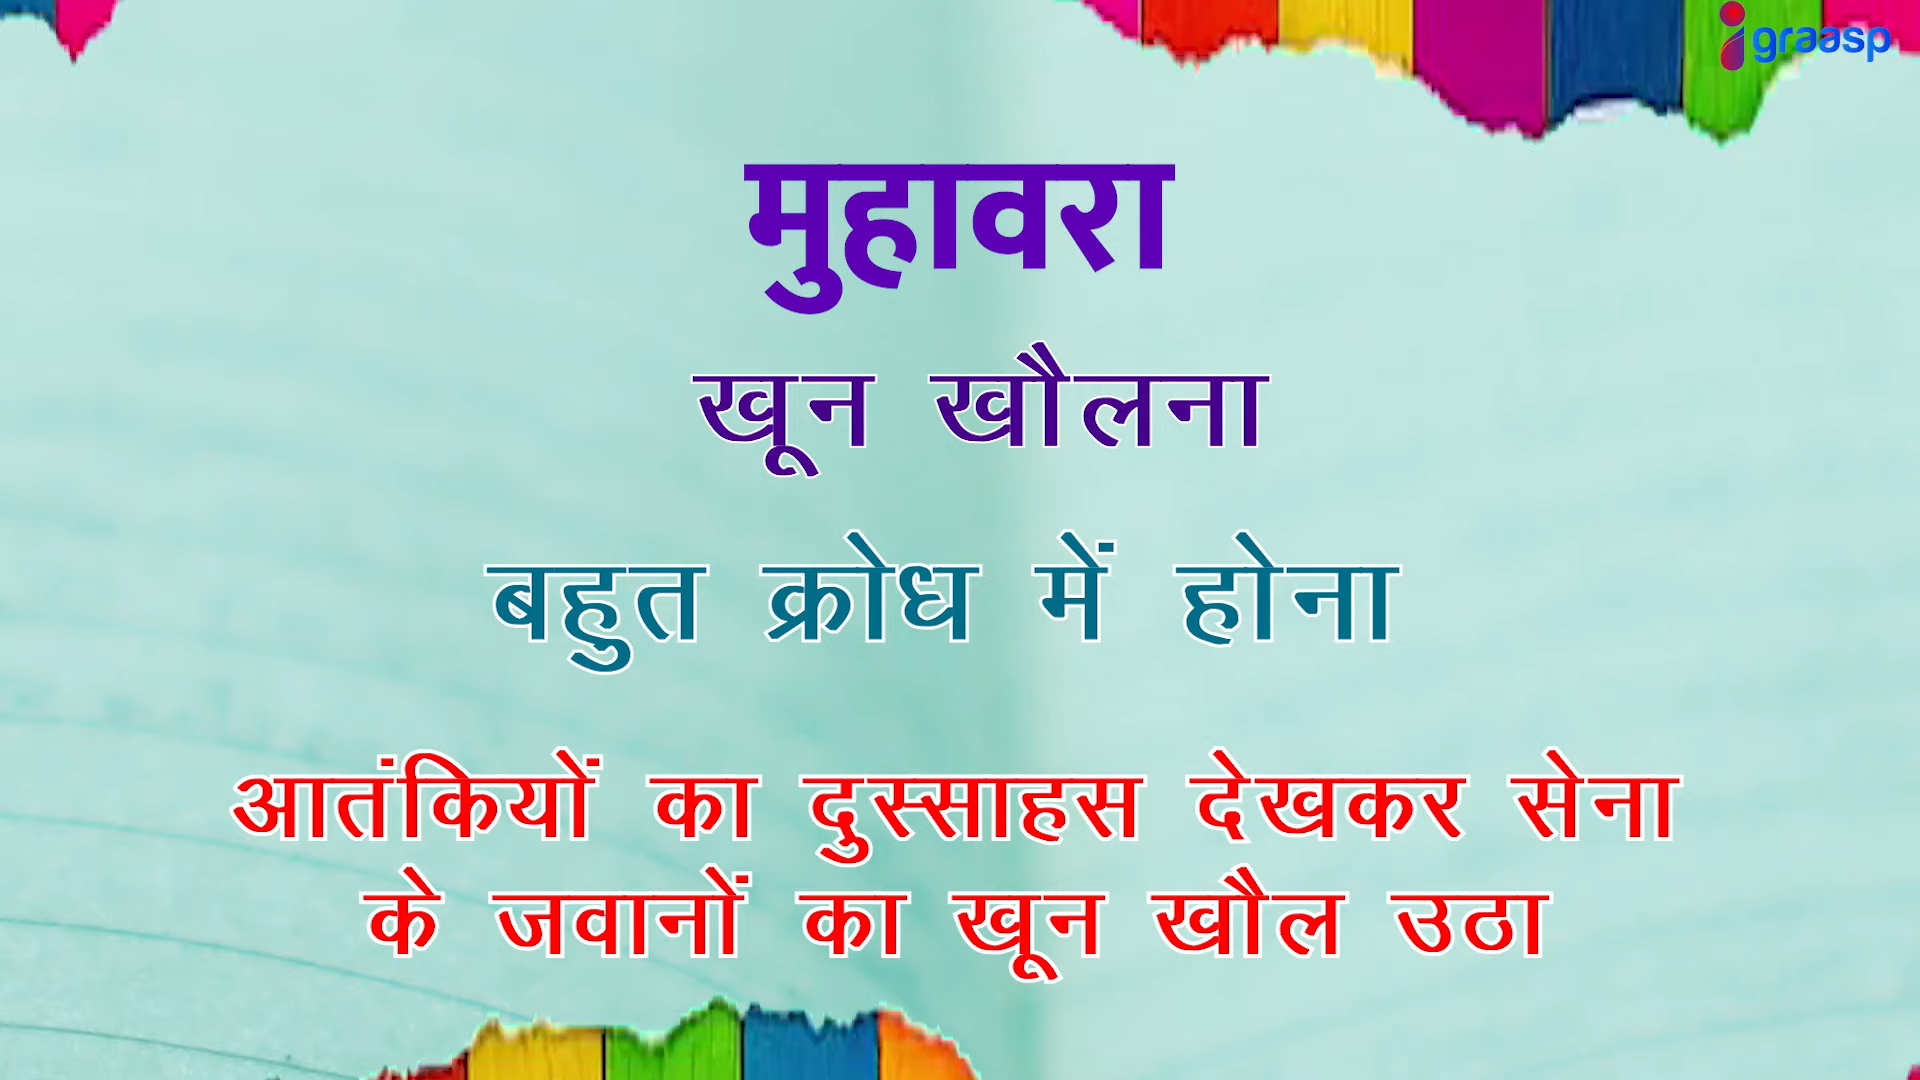 igraasp
मुहावरा
खून खौलना
बहुत क्रोध में होना
आतंकियों का दुस्साहस देखकर सेना
के जवानों का खून खौल उठा